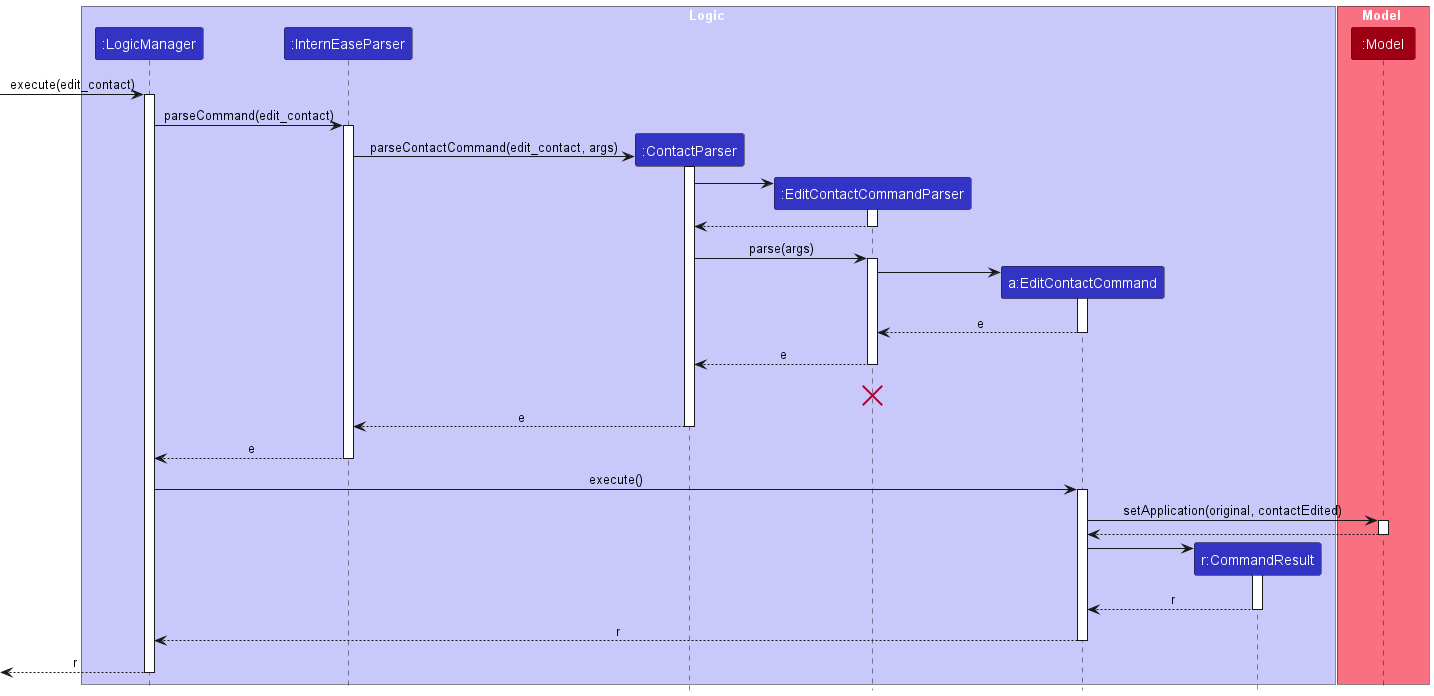 Logic
Model
:LogicManager
:InternEaseParser
:Model
execute(edit_contact)
parseCommand(edit_contact)
parseContactCommand(edit_contact, args)
:ContactParser
:EditContactCommandParser
parse(args)
a:EditContactCommand
e
e
e
e
execute()
setApplication(original, contactEdited)
r:CommandResult
r
r
r